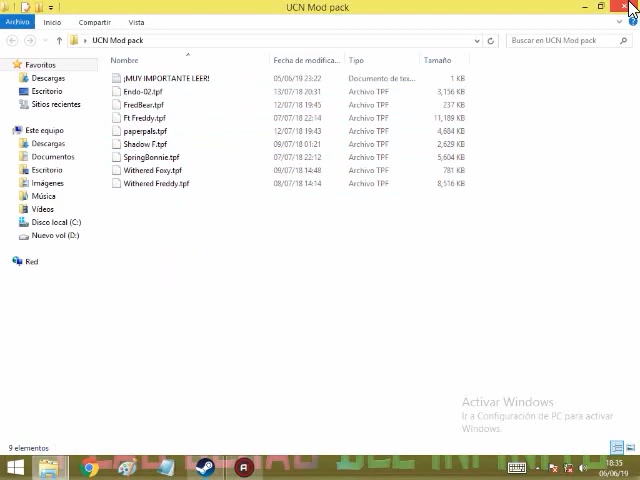 UCN Mod pack
Archivo Inicio Compartir Vista
UCN Mod pack
Buscar en UCN Mod pack
Nombre Fecha de modifica... Tipo Tamaño
¡MUY IMPORTANTE LEER! 05/06/19 23:22 Documento de tex... 1 KB
Endo-02.tpf 13/07/18 20:31 Archivo TPF 3,156 KB
FredBear.tpf 12/07/18 19:45 Archivo TPF 237 KB
Ft Freddy.tpf 07/07/18 22:14 Archivo TPF 11,189 KB
paperpals.tpf 12/07/18 19:43 Archivo TPF 4,684 KB
Shadow F.tpf 09/07/18 01:21 Archivo TPF 2,629 KB
SpringBonnie.tpf 07/07/18 22:12 Archivo TPF 5,604 KB
Withered Foxy.tpf 09/07/18 14:48 Archivo TPF 781 KB
Withered Freddy.tpf 08/07/18 14:14 Archivo TPF 8,516 KB
Favoritos
Descargas
Escritorio
Sitios recientes
Este equipo
Descargas
Documentos
Escritorio
Imágenes
Música
Vídeos
Disco local (C:)
Nuevo vol (D:)
Red
Activar Windows
Ir a Configuración de PC para activar
Windows.
9 elementos
DEL INFINITO
18:35
06/06/19